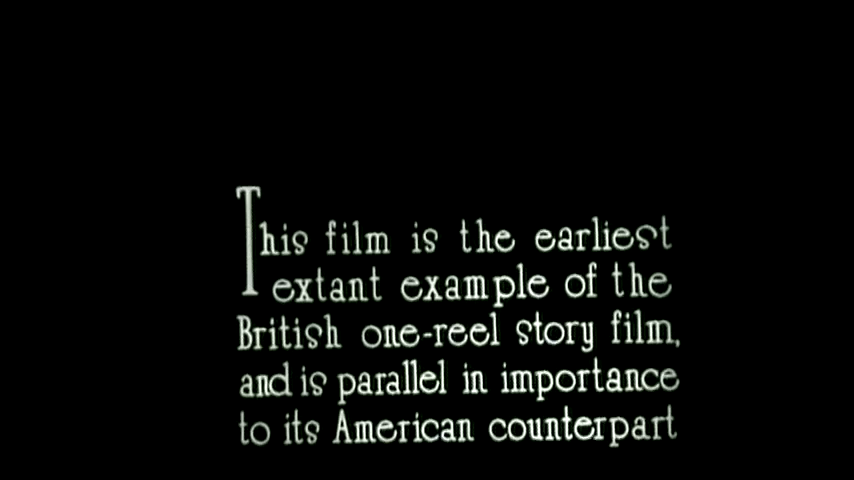 This film is the earliest
extant example of the
British one-reel story film,
and is parallel in importance
to its American counterpart